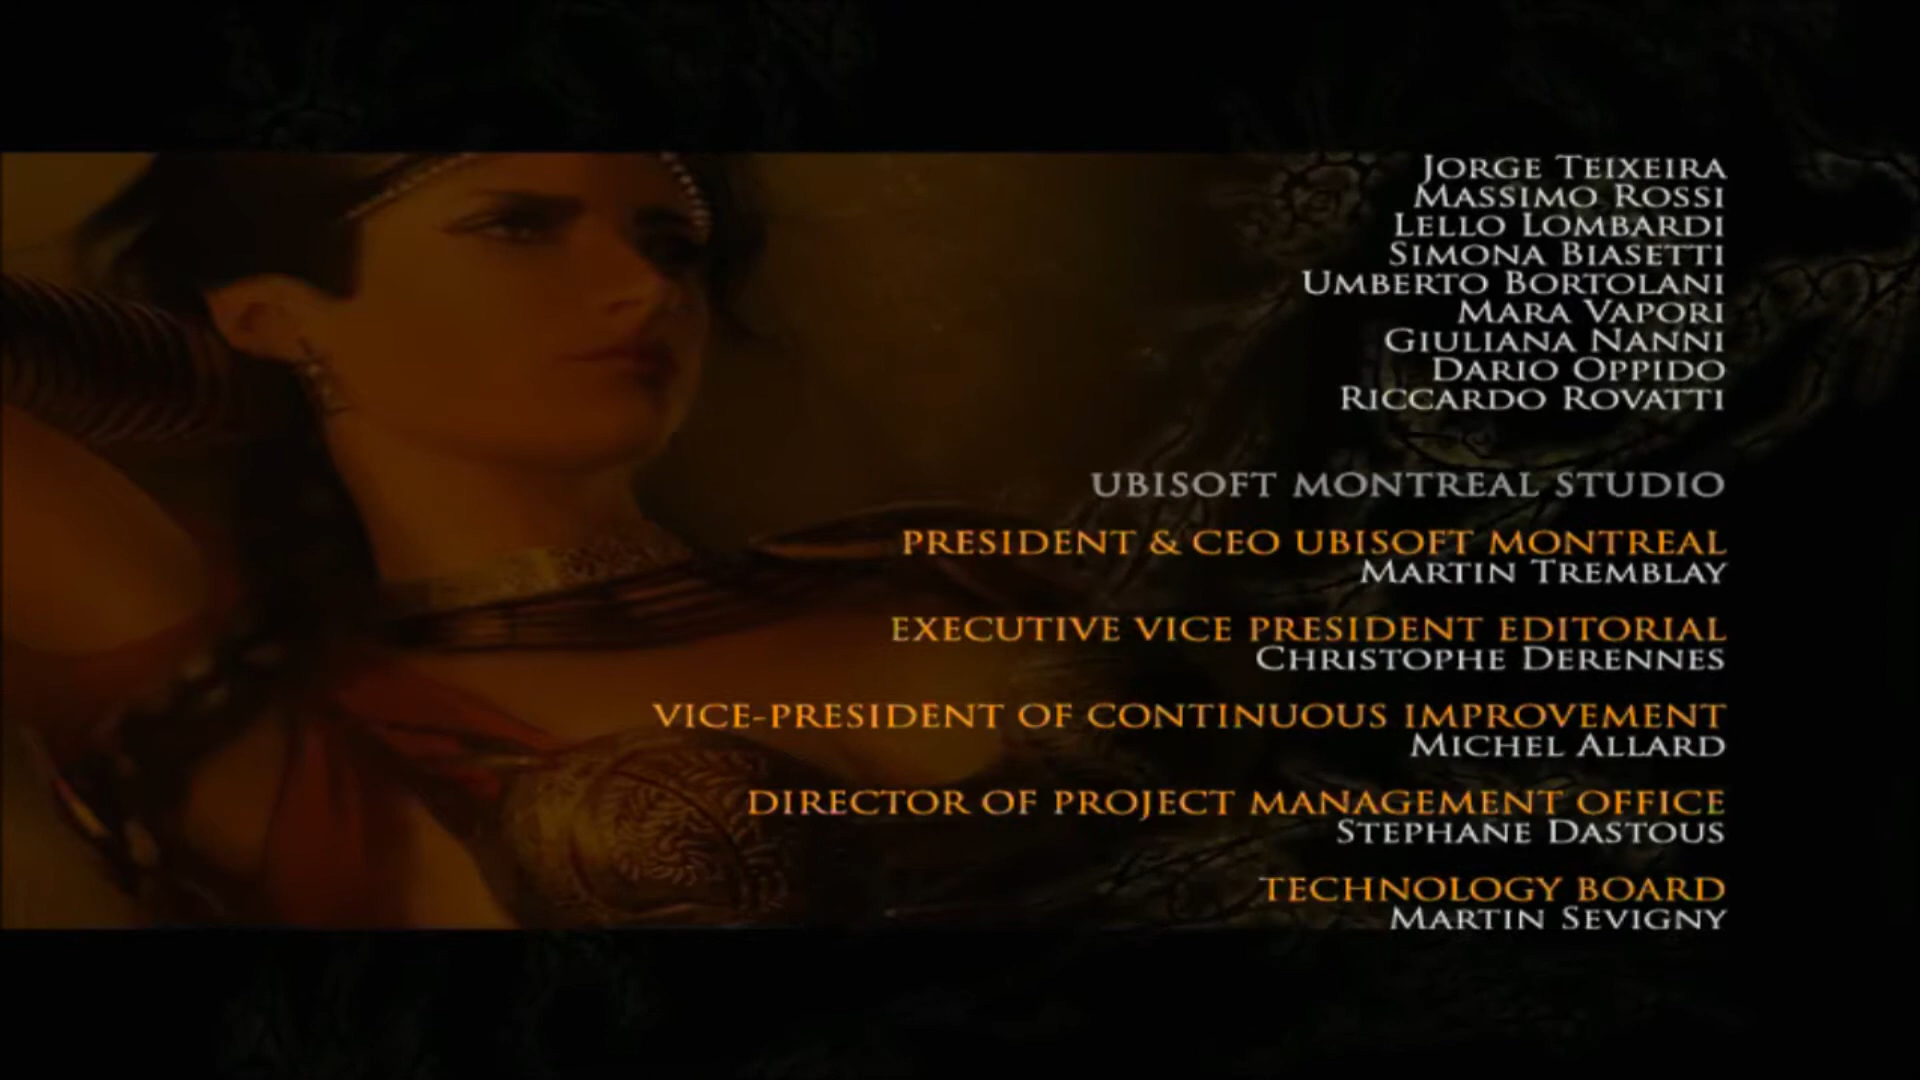 Jorge Teixeira
Massimo Rossi
Lello Lombardi
Simona Biasetti
Umberto Bortolani
Mara Vapori
Giuliana Nanni
Dario Oppido
Riccardo Rovatti
UBISOFT MONTREAL STUDIO
PRESIDENT & CEO UBISOFT MONTREAL
Martin Tremblay
EXECUTIVE VICE PRESIDENT EDITORIAL
Christophe Derennes
VICE-PRESIDENT OF CONTINUOUS IMPROVEMENT
Michel Allard
DIRECTOR OF PROJECT MANAGEMENT OFFICE
Stephane Dastous
TECHNOLOGY BOARD
Martin Sevigny